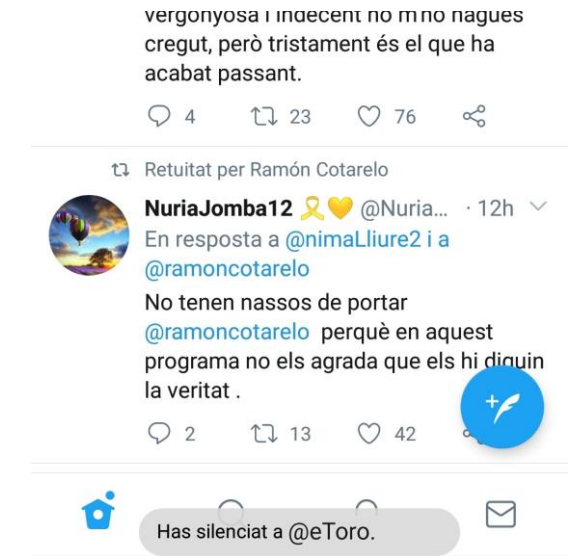 vergonyosa i indecent no m'ho hagués
cregut, però tristament és el que ha
acabat passant.
4 23 76
Retuitat per Ramón Cotarelo
NuriaJomba12 🎗️💛 @Nuria... · 12h
En resposta a @nimaLliure2 i a
@ramoncotarelo
No tenen nassos de portar
@ramoncotarelo perquè en aquest
programa no els agrada que els hi diguin
la veritat .
2 13 42
Has silenciat a @eToro.